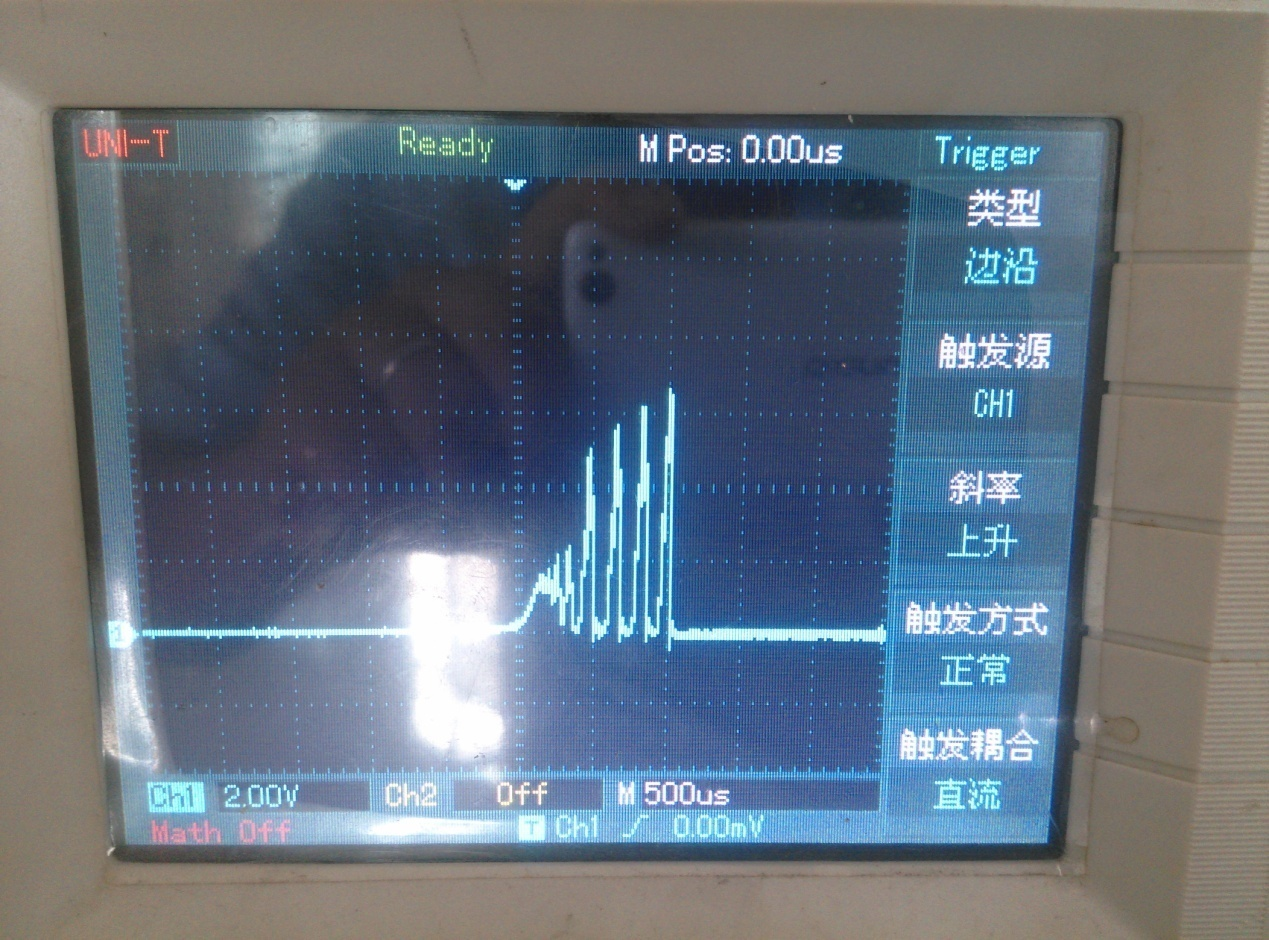 UNI-T Ready M Pos: 0.00us Trigger
类型
边沿
触发源
CH1
斜率
上升
触发方式
正常
触发耦合
直流
1
Ch1 2.00V Ch2 Off M 500us
Math Off T Ch1 0.00mV